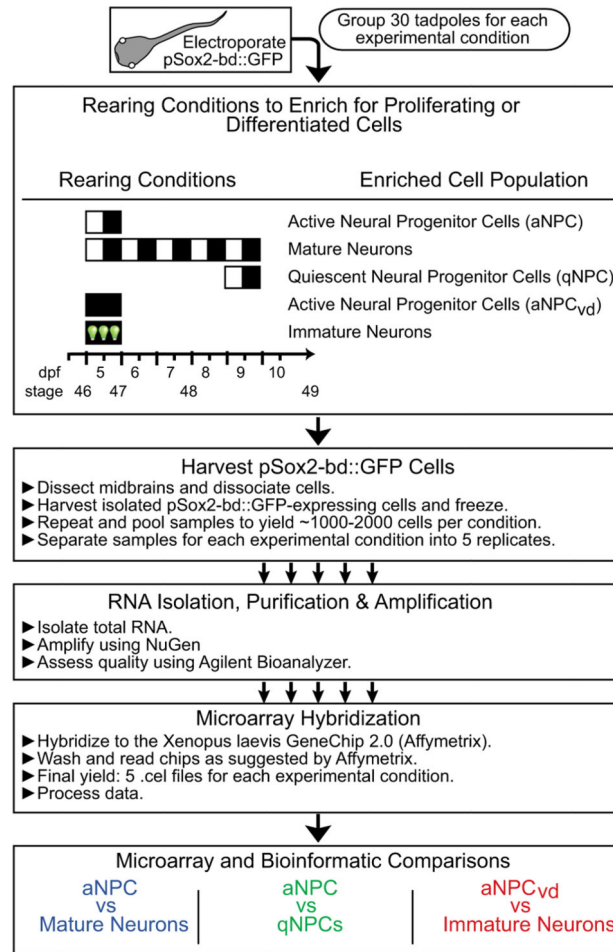 Electroporate
pSox2-bd::GFP
Group 30 tadpoles for each
experimental condition
Rearing Conditions to Enrich for Proliferating or
Differentiated Cells
Rearing Conditions
Enriched Cell Population
Active Neural Progenitor Cells (aNPC)
Mature Neurons
Quiescent Neural Progenitor Cells (qNPC)
Active Neural Progenitor Cells (aNPCvd)
Immature Neurons
dpf 5 6 7 8 9 10
stage 46 47 48 49
Harvest pSox2-bd::GFP Cells
►Dissect midbrains and dissociate cells.
►Harvest isolated pSox2-bd::GFP-expressing cells and freeze.
►Repeat and pool samples to yield ~1000-2000 cells per condition.
►Separate samples for each experimental condition into 5 replicates.
RNA Isolation, Purification & Amplification
►Isolate total RNA.
►Amplify using NuGen
►Assess quality using Agilent Bioanalyzer.
Microarray Hybridization
►Hybridize to the Xenopus laevis GeneChip 2.0 (Affymetrix).
►Wash and read chips as suggested by Affymetrix.
►Final yield: 5 .cel files for each experimental condition.
►Process data.
Microarray and Bioinformatic Comparisons
aNPC
vs
Mature Neurons
aNPC
vs
qNPCs
aNPCvd
vs
Immature Neurons